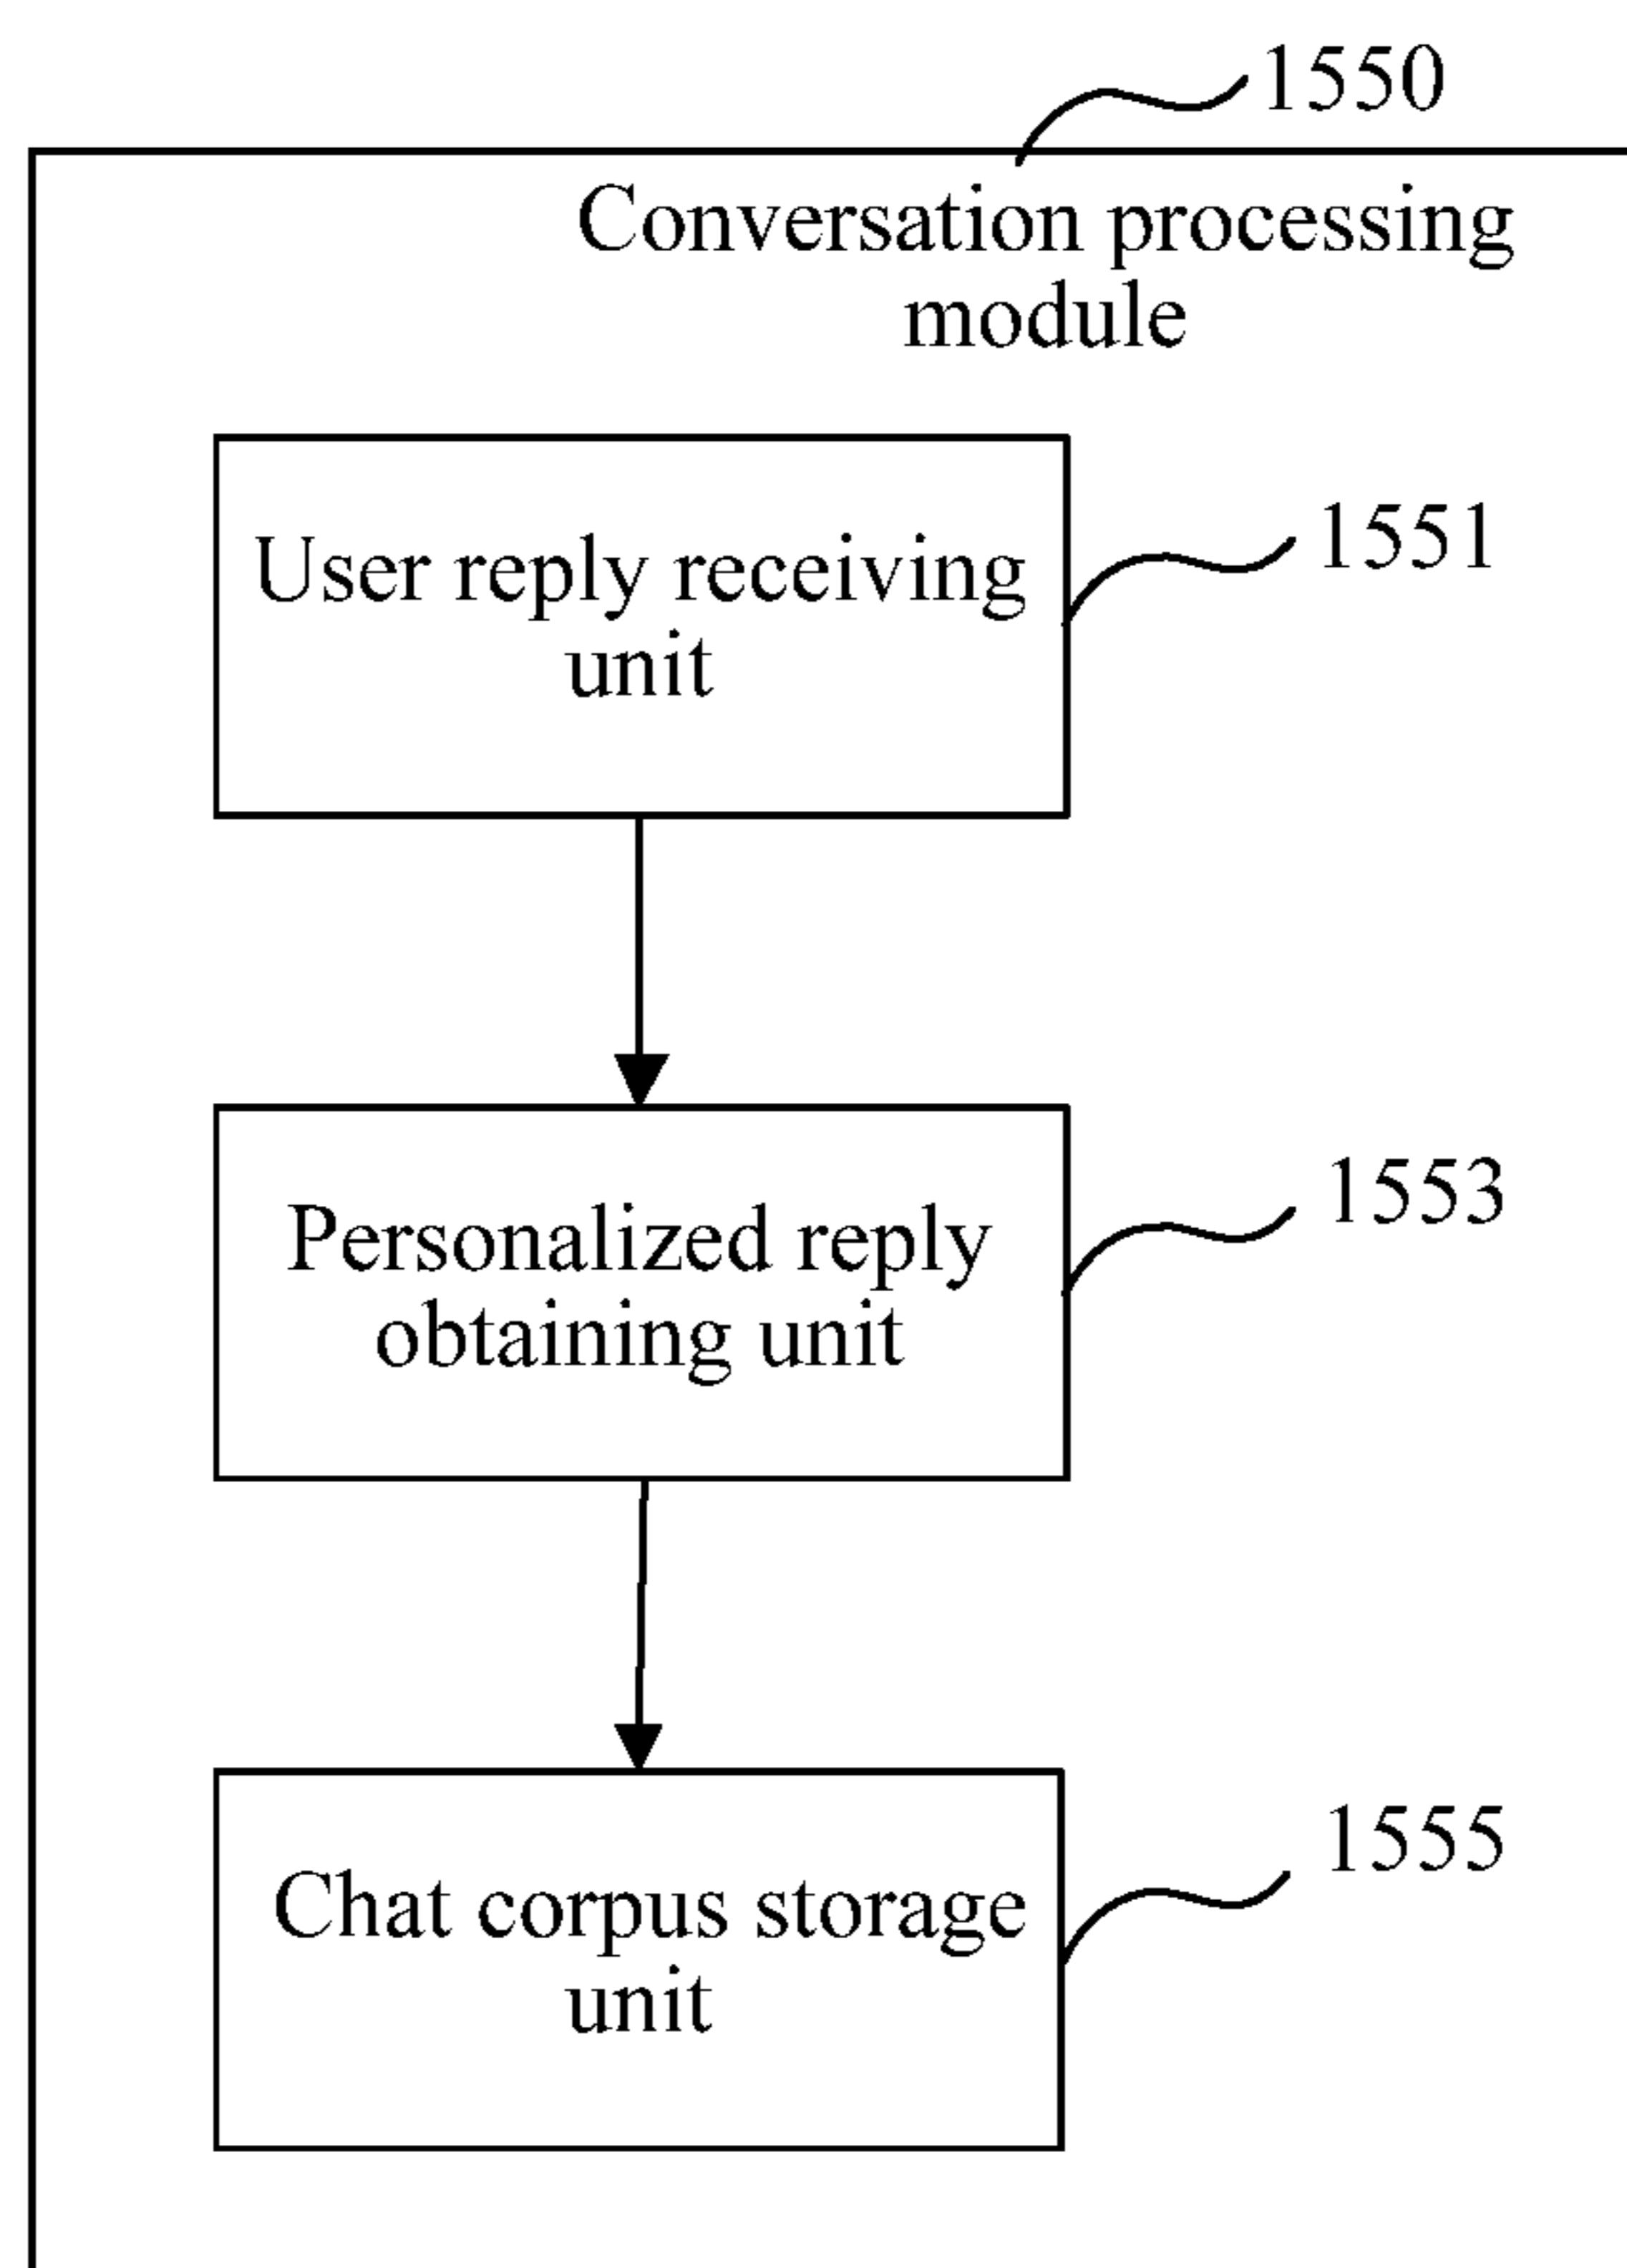 1550
Conversation processing
module
User reply receiving
unit
1551
Personalized reply
obtaining unit
1553
Chat corpus storage
unit
1555